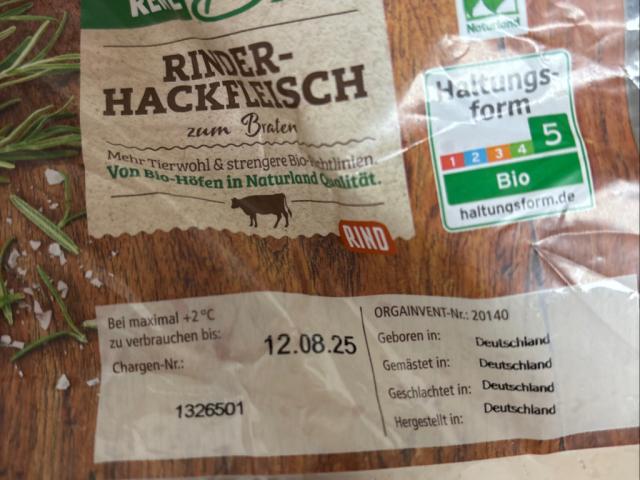 REWE Bio
Naturland
RINDER-
HACKFLEISCH
zum Braten
Mehr Tierwohl & strengere Bio-Richtlinien.
Von Bio-Höfen in Naturland Qualität.
RIND
Haltungs-
form
1 2 3 4 5
Bio
haltungsform.de
Bei maximal +2 °C
zu verbrauchen bis:
12.08.25
Chargen-Nr.:
1326501
ORGAINVENT-Nr.: 20140
Geboren in: Deutschland
Gemästet in: Deutschland
Geschlachtet in: Deutschland
Hergestellt in: Deutschland